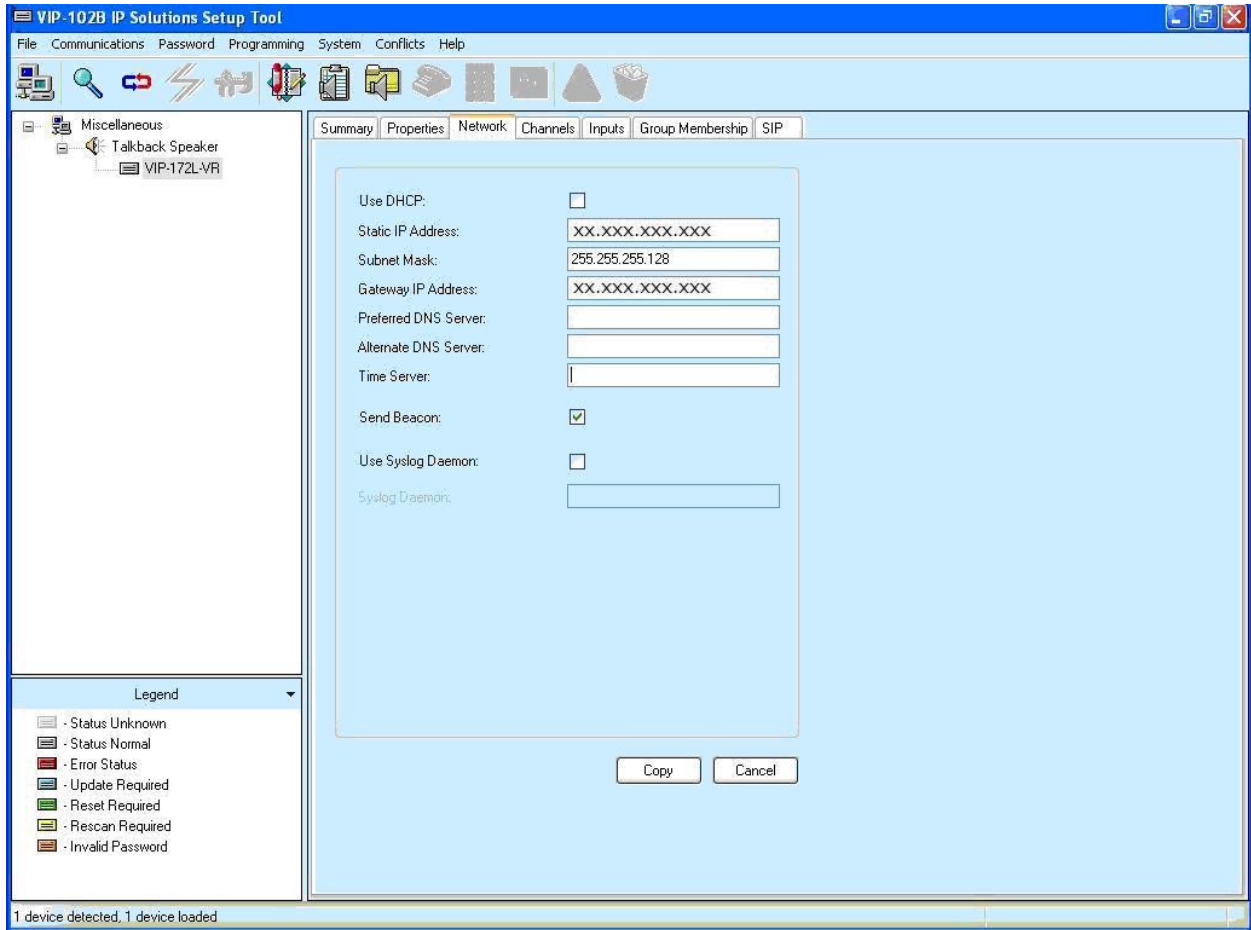 VIP-102B IP Solutions Setup Tool
File Communications Password Programming System Conflicts Help
Miscellaneous
Talkback Speaker
VIP-172L-VR
Summary Properties Network Channels Inputs Group Membership SIP
Use DHCP:
Static IP Address: XX.XXX.XXX.XXX
Subnet Mask: 255.255.255.128
Gateway IP Address: XX.XXX.XXX.XXX
Preferred DNS Server:
Alternate DNS Server:
Time Server:
Send Beacon:
Use Syslog Daemon:
Syslog Daemon:
Copy Cancel
Legend
- Status Unknown
- Status Normal
- Error Status
- Update Required
- Reset Required
- Rescan Required
- Invalid Password
1 device detected, 1 device loaded